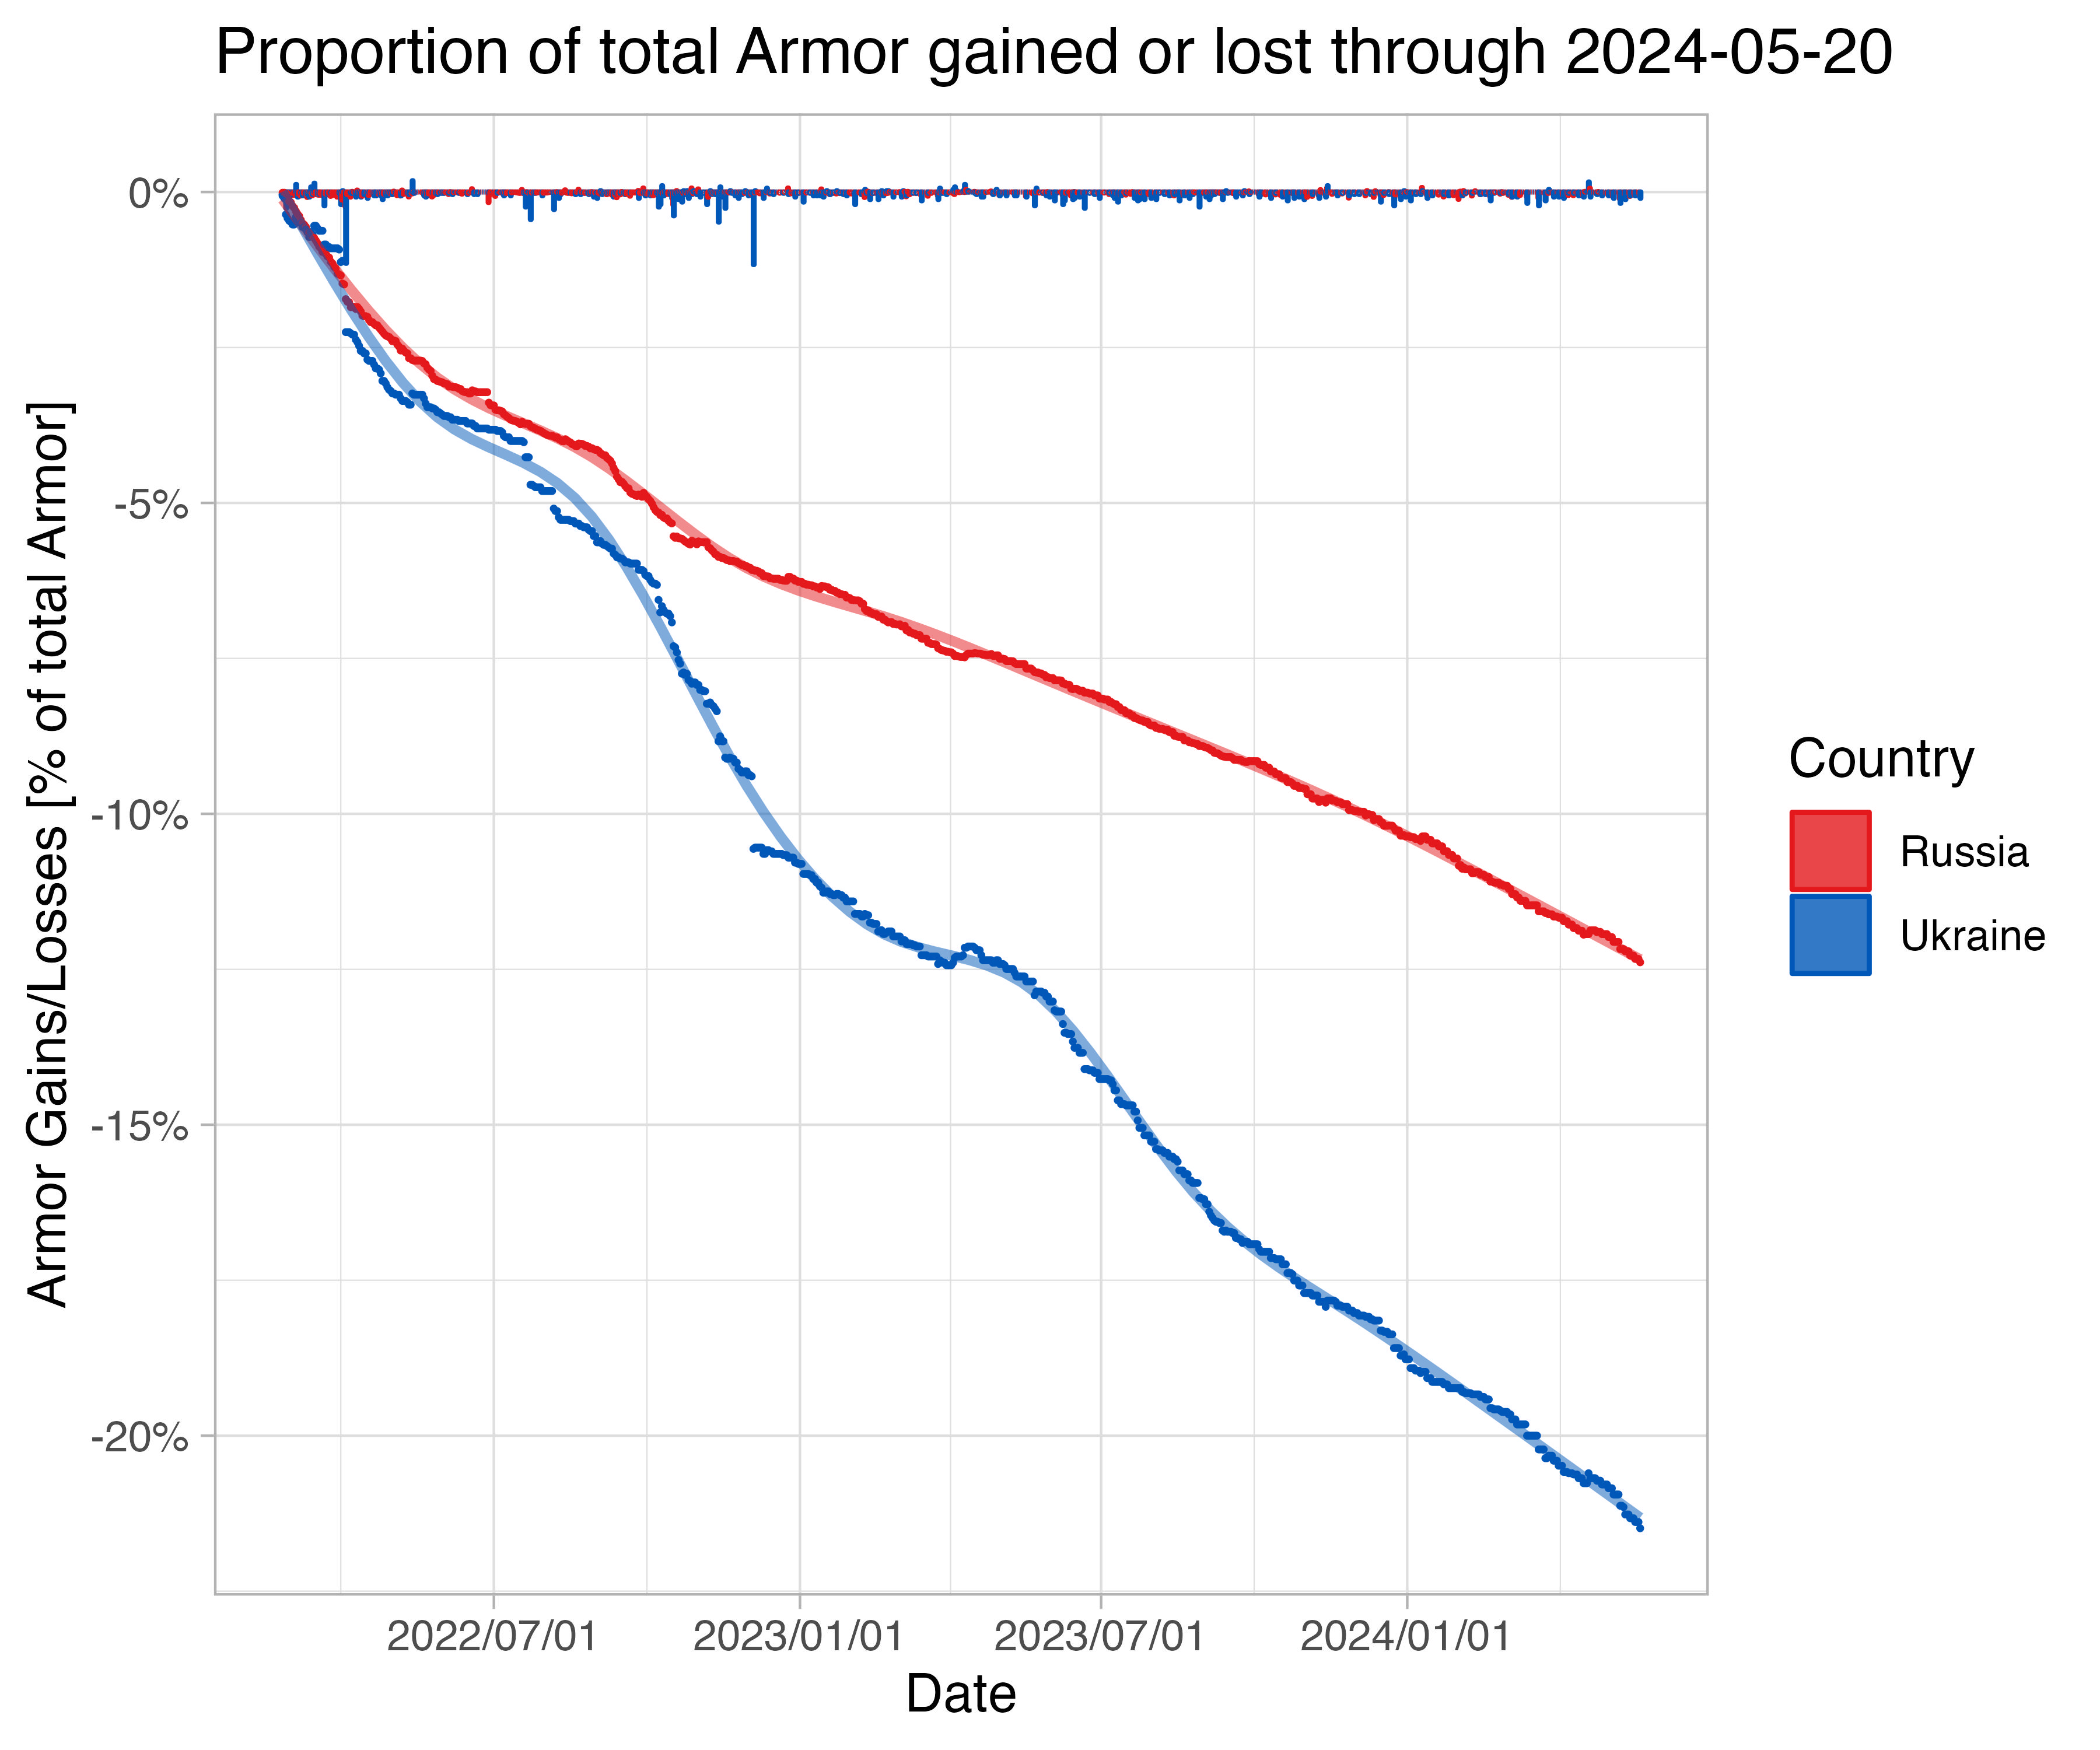 Proportion of total Armor gained or lost through 2024-05-20
Armor Gains/Losses [% of total Armor]
0%
-5%
-10%
-15%
-20%
2022/07/01
2023/01/01
2023/07/01
2024/01/01
Date
Country
Russia
Ukraine